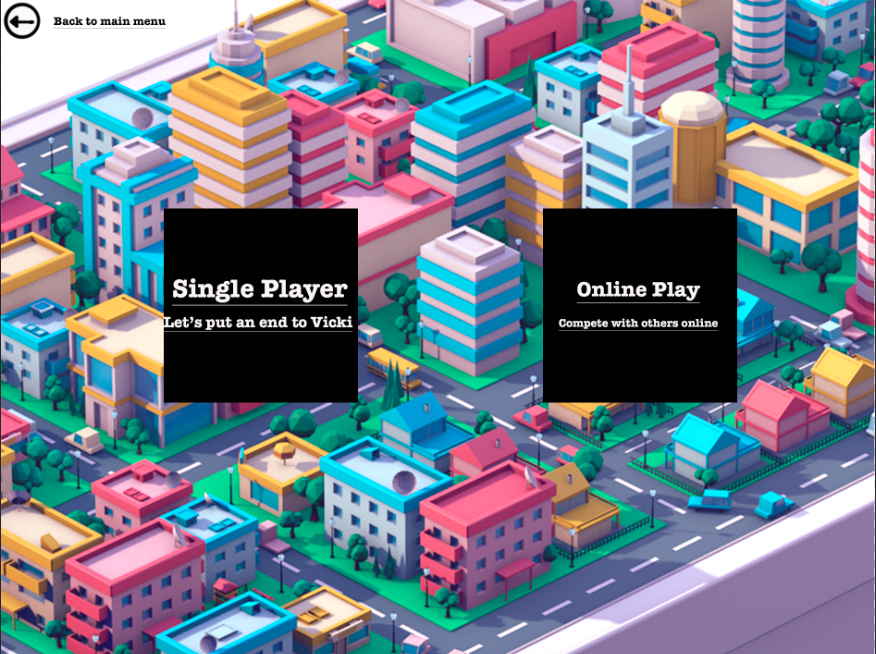 Back to main menu
Single Player
Let's put an end to Vicki
Online Play
Compete with others online